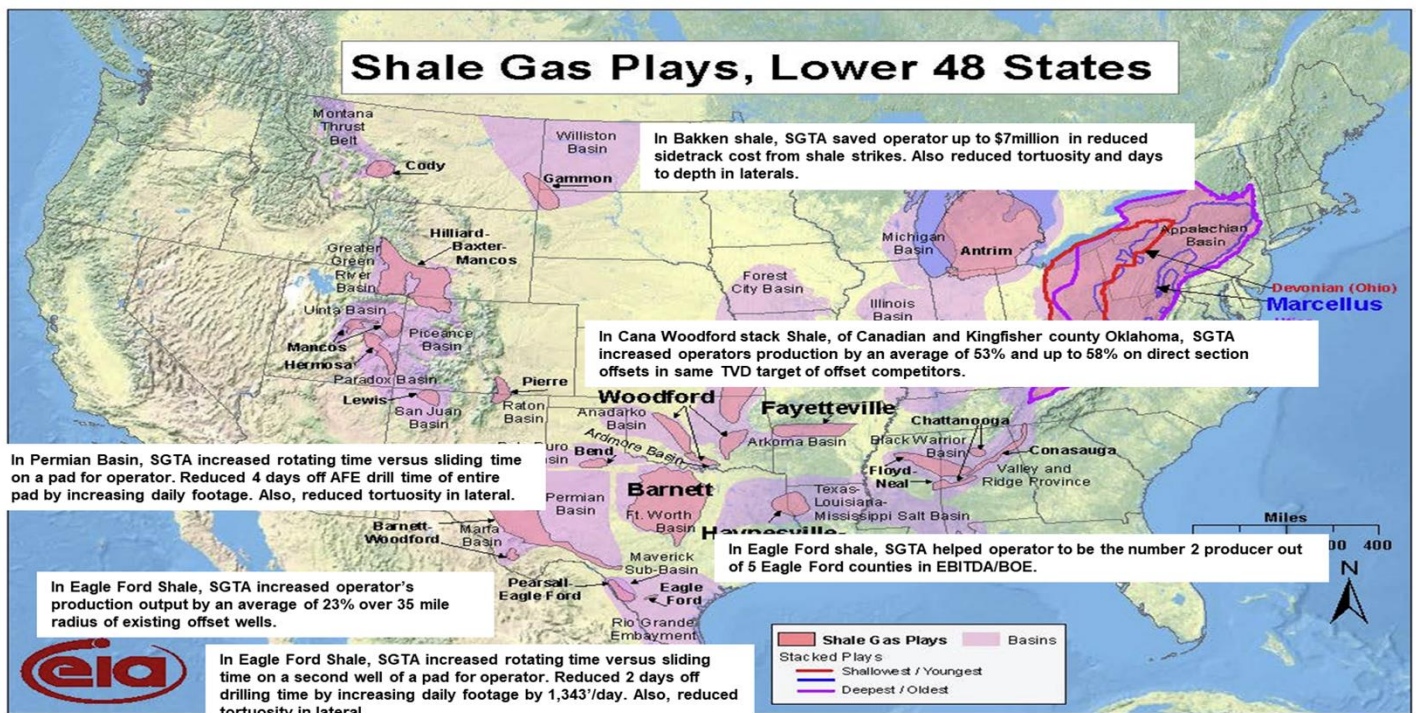 Shale Gas Plays, Lower 48 States
Montana
Thrust
Belt
Cody
Williston
Basin
Gammon
In Bakken shale, SGTA saved operator up to $7million in reduced
sidetrack cost from shale strikes. Also reduced tortuosity and days
to depth in laterals.
Hilliard-
Baxter-
Mancos
Greater
Green
River
Basin
Michigan
Basin
Antrim
Appalachian
Basin
Devonian (Ohio)
Marcellus
Forest
City Basin
Illinois
Basin
Uinta Basin
Piceance
Basin
Mancos
Hermosa
Paradox Basin
Lewis
San Juan
Basin
Pierre
Raton
Basin
In Cana Woodford stack Shale, of Canadian and Kingfisher county Oklahoma, SGTA
increased operators production by an average of 53% and up to 58% on direct section
offsets in same TVD target of offset competitors.
Woodford
Anadarko
Basin
Ardmore Basin
Bend
Fayetteville
Arkoma Basin
Chattanooga
Black Warrior
Basin
Conasauga
Floyd-
Neal
Valley and
Ridge Province
In Permian Basin, SGTA increased rotating time versus sliding time
on a pad for operator. Reduced 4 days off AFE drill time of entire
pad by increasing daily footage. Also, reduced tortuosity in lateral.
Permian
Basin
Barnett
Ft. Worth
Basin
Texas-
Louisiana-
Mississippi Salt Basin
Haynesville-
Barnett-
Woodford
Marfa
Basin
Miles
00 400
N
In Eagle Ford shale, SGTA helped operator to be the number 2 producer out
of 5 Eagle Ford counties in EBITDA/BOE.
Maverick
Sub-Basin
Pearsall-
Eagle Ford
Eagle
Ford
Rio Grande
Embayment
In Eagle Ford Shale, SGTA increased operator's
production output by an average of 23% over 35 mile
radius of existing offset wells.
eia
In Eagle Ford Shale, SGTA increased rotating time versus sliding
time on a second well of a pad for operator. Reduced 2 days off
drilling time by increasing daily footage by 1,343'/day. Also, reduced
tortuosity in lateral
Shale Gas Plays
Basins
Stacked Plays
Shallowest / Youngest
Deepest / Oldest